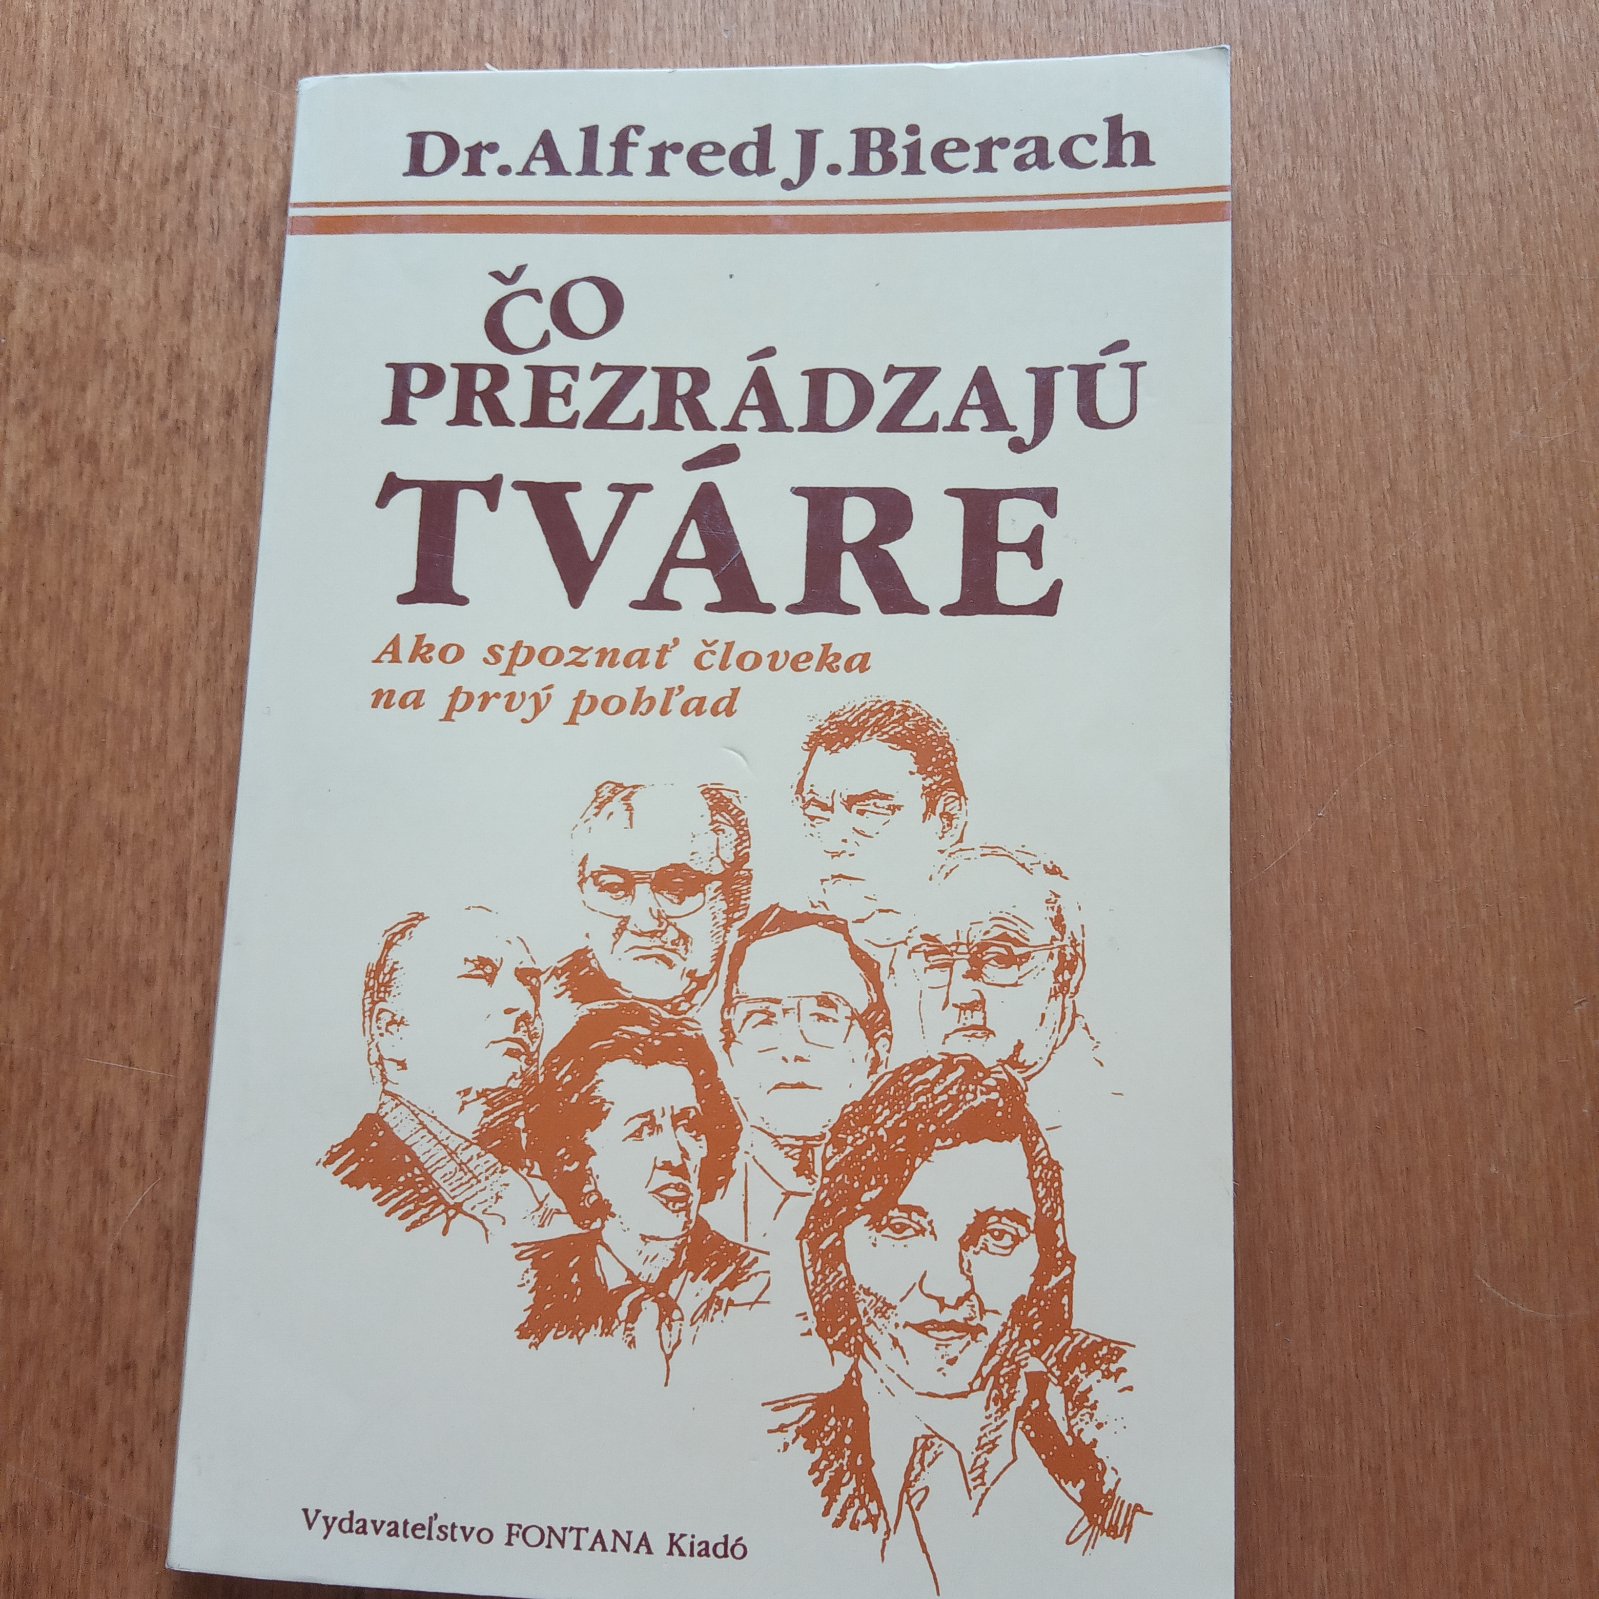 Dr. Alfred J. Bierach
ČO
PREZRÁDZAJÚ
TVÁRE
Ako spoznať človeka
na prvý pohľad
Vydavateľstvo FONTANA Kiadó